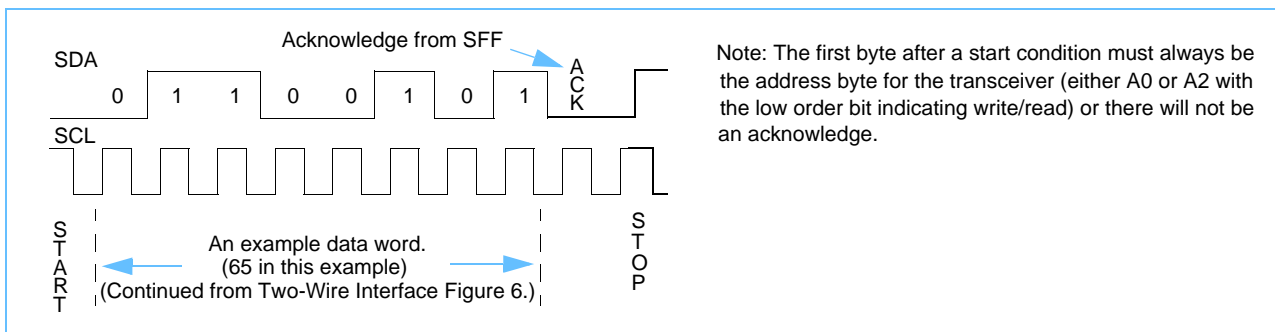 Acknowledge from SFF
SDA
ACK
0 1 1 0 0 1 0 1
SCL
START
STOP
An example data word.
(65 in this example)
(Continued from Two-Wire Interface Figure 6.)
Note: The first byte after a start condition must always be
the address byte for the transceiver (either A0 or A2 with
the low order bit indicating write/read) or there will not be
an acknowledge.